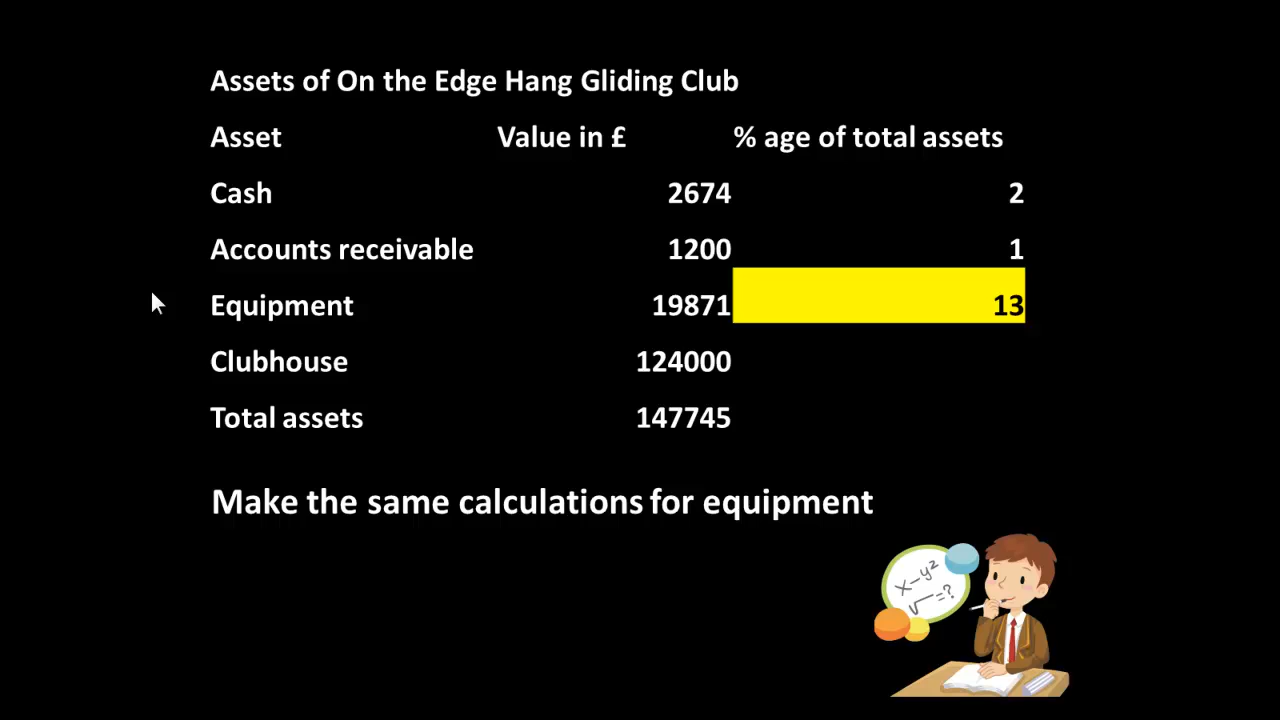 Assets of On the Edge Hang Gliding Club
Asset Value in £ % age of total assets
Cash 2674 2
Accounts receivable 1200 1
Equipment 19871 13
Clubhouse 124000
Total assets 147745
Make the same calculations for equipment
x-y²
√=?